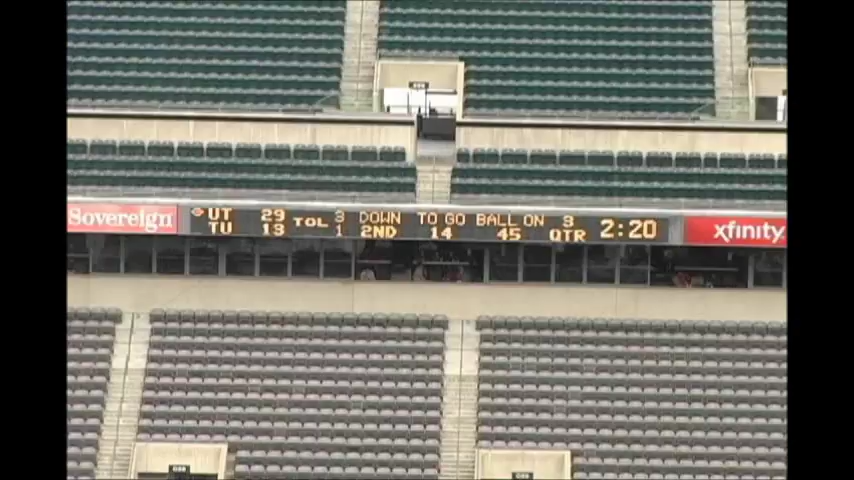 Sovereign
UT 29 TOL 3 DOWN TO GO BALL ON 3 2:20
TU 13 1 2ND 14 45 QTR
xfinity